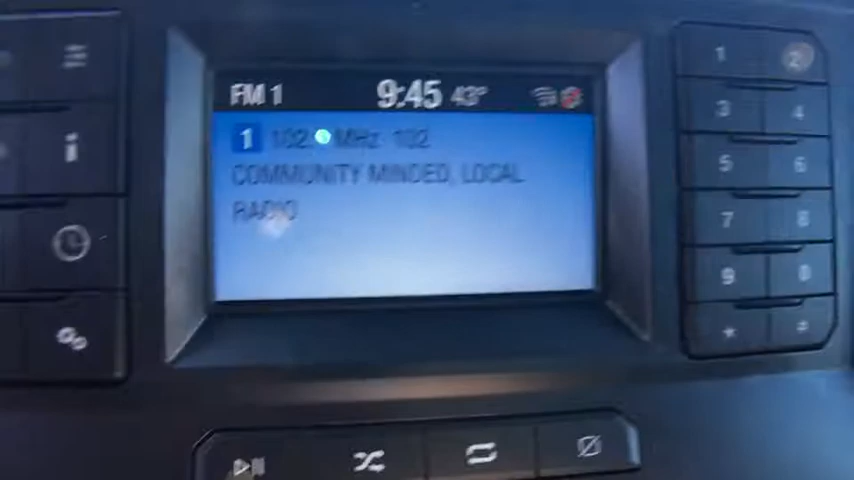 FM 1 9:45 43°
1 102. MHz 102
COMMUNITY MINDED, LOCAL
RADIO
i
1 2
3 4
5 6
7 8
9 0
* #